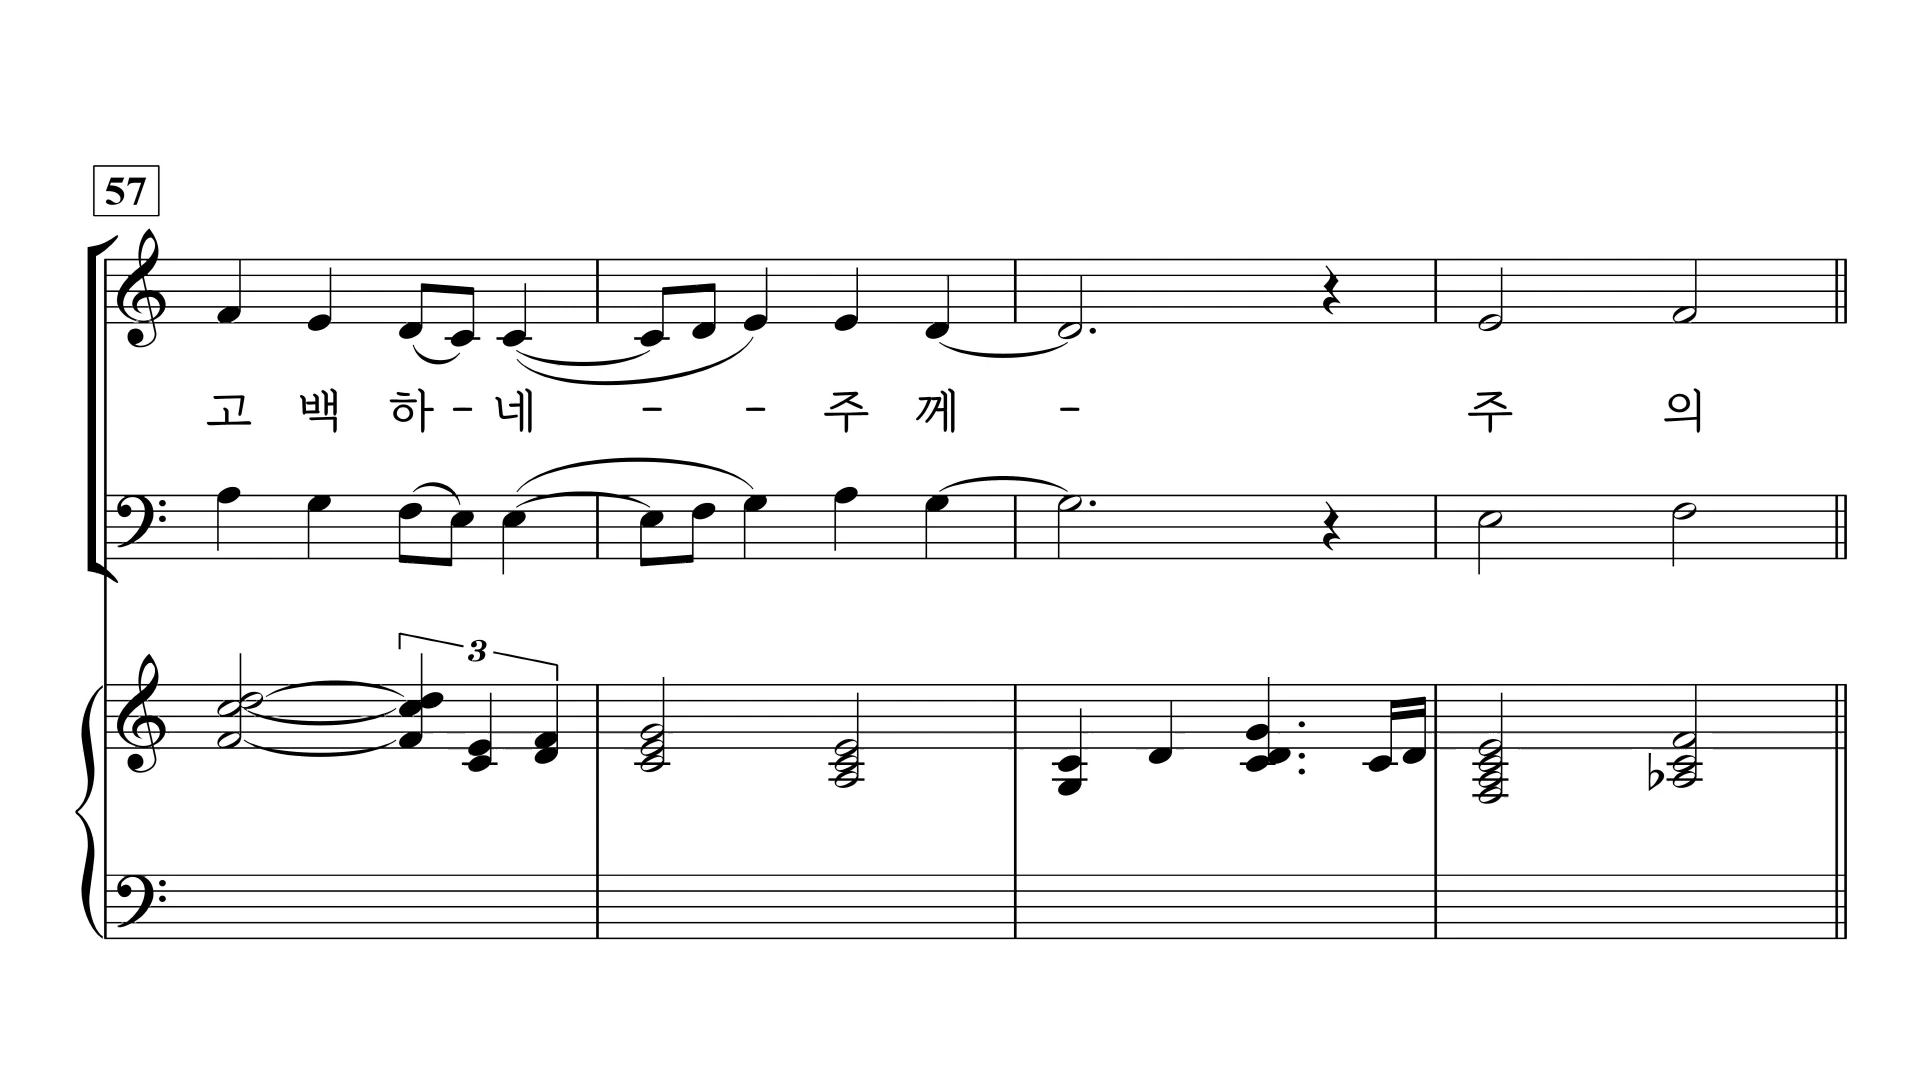 57
고 백 하 - 네 - - 주 께 - 주 의
3